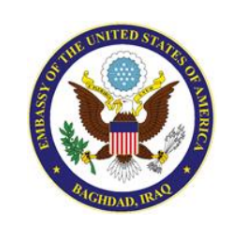 EMBASSY OF THE UNITED STATES OF AMERICA
BAGHDAD, IRAQ